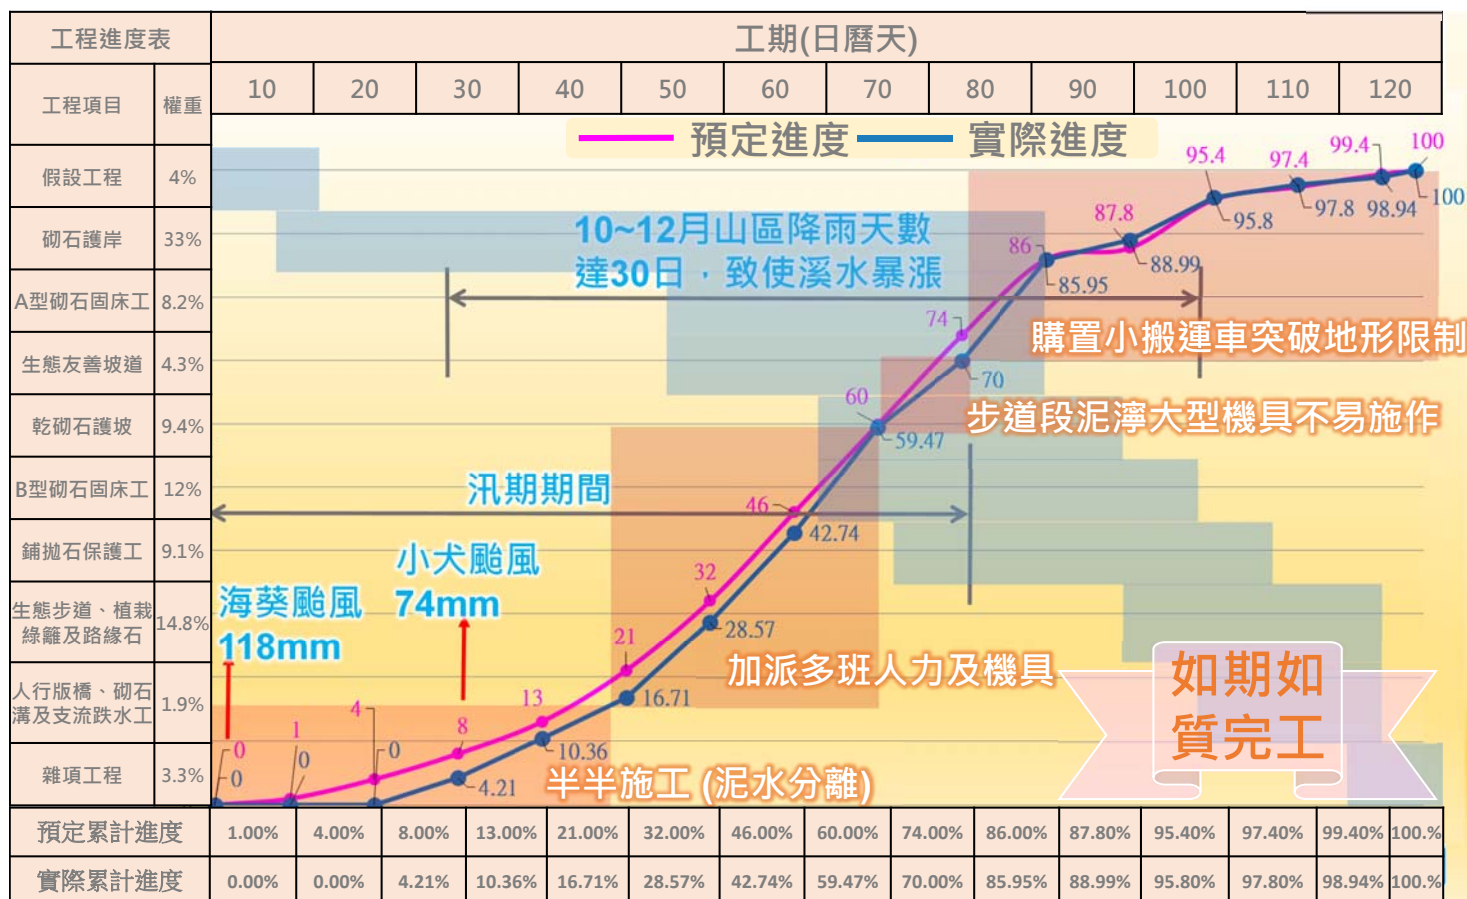 工程進度表
工期(日曆天)
工程項目
權重
10
20
30
40
50
60
70
80
90
100
110
120
預定進度
實際進度
假設工程
4%
砌石護岸
33%
A型砌石固床工
8.2%
生態友善坡道
4.3%
乾砌石護坡
9.4%
B型砌石固床工
12%
鋪拋石保護工
9.1%
生態步道、植栽
綠籬及路緣石
14.8%
人行版橋、砌石
溝及支流跌水工
1.9%
雜項工程
3.3%
10~12月山區降雨天數
達30日，致使溪水暴漲
購置小搬運車突破地形限制
步道段泥濘大型機具不易施作
汛期期間
小犬颱風
74mm
海葵颱風
118mm
加派多班人力及機具
半半施工 (泥水分離)
如期如
質完工
0
1
4
8
13
21
32
46
60
74
86
87.8
95.4
97.4
99.4
100
0
0
0
4.21
10.36
16.71
28.57
42.74
59.47
70
85.95
88.99
95.8
97.8
98.94
100
預定累計進度
1.00%
4.00%
8.00%
13.00%
21.00%
32.00%
46.00%
60.00%
74.00%
86.00%
87.80%
95.40%
97.40%
99.40%
100.%
實際累計進度
0.00%
0.00%
4.21%
10.36%
16.71%
28.57%
42.74%
59.47%
70.00%
85.95%
88.99%
95.80%
97.80%
98.94%
100.%